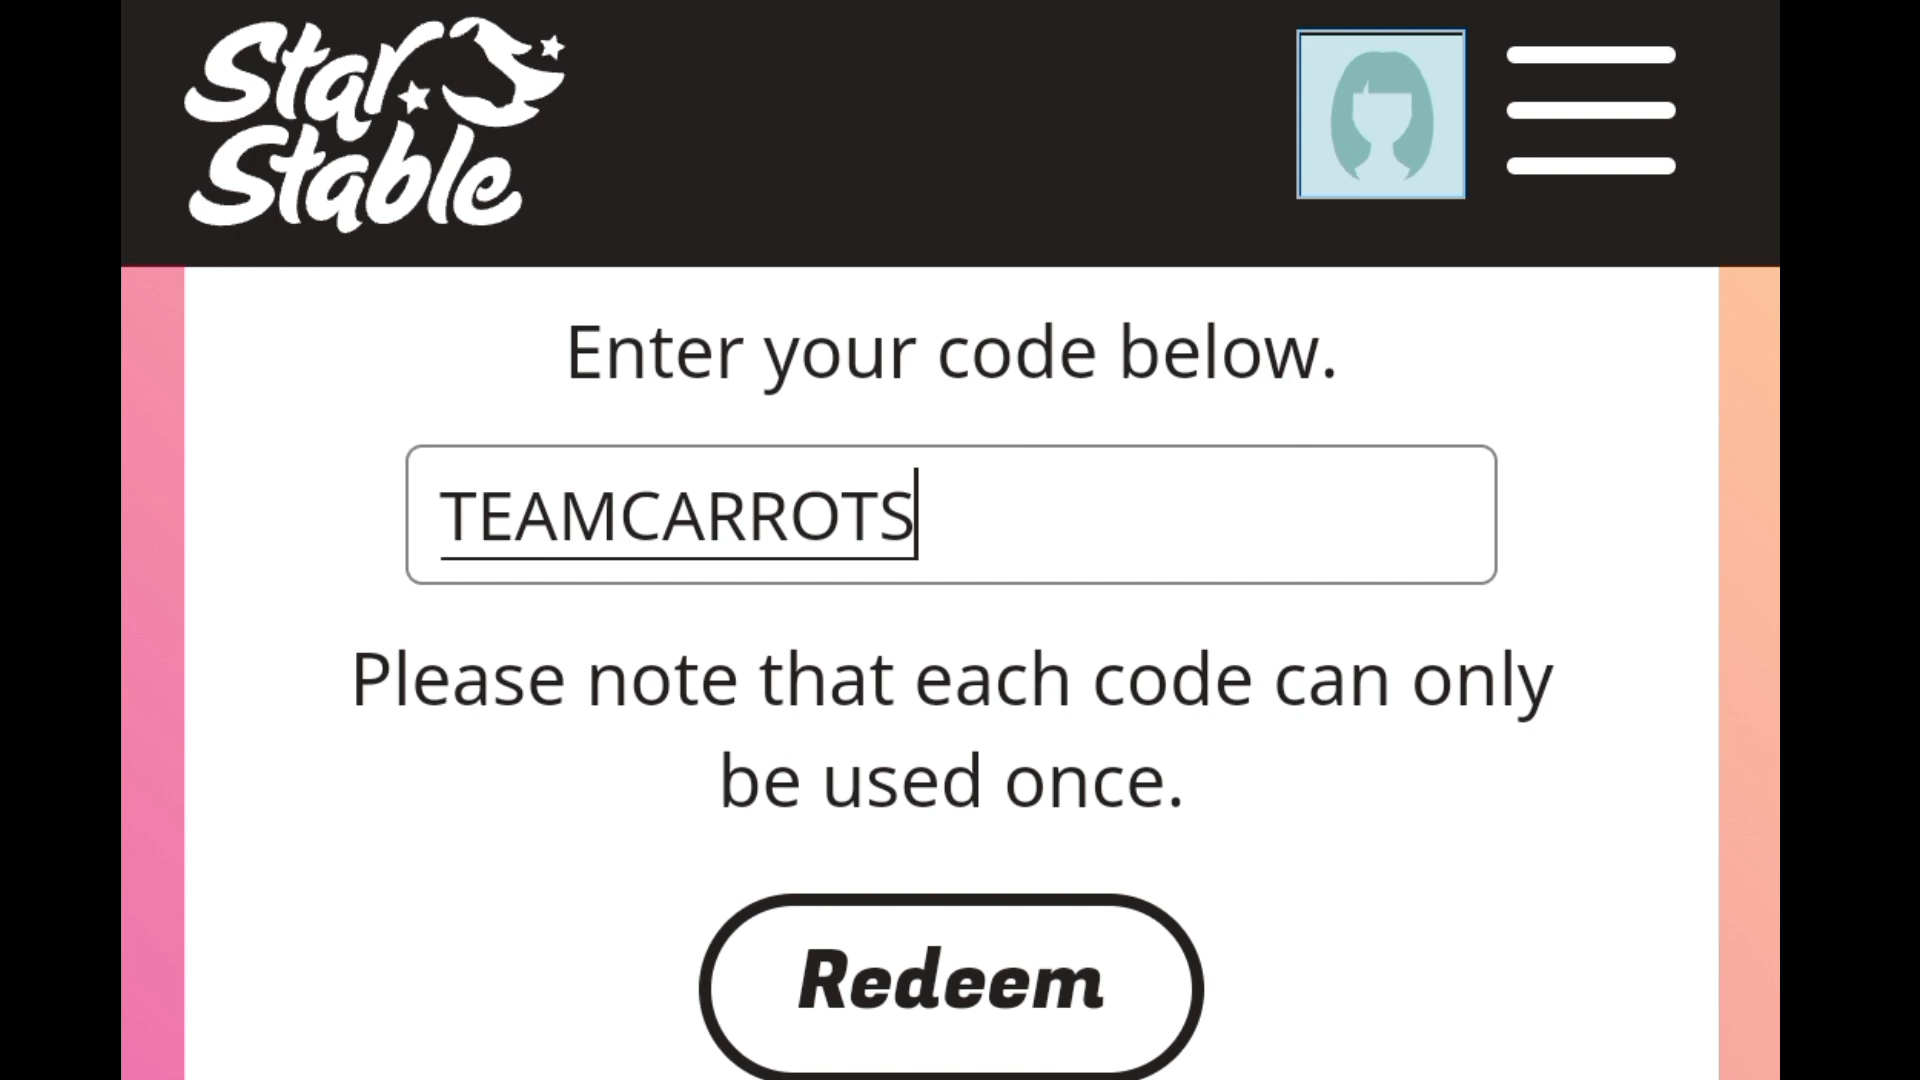 Star
Stable
Enter your code below.
TEAMCARROTS
Please note that each code can only
be used once.
Redeem